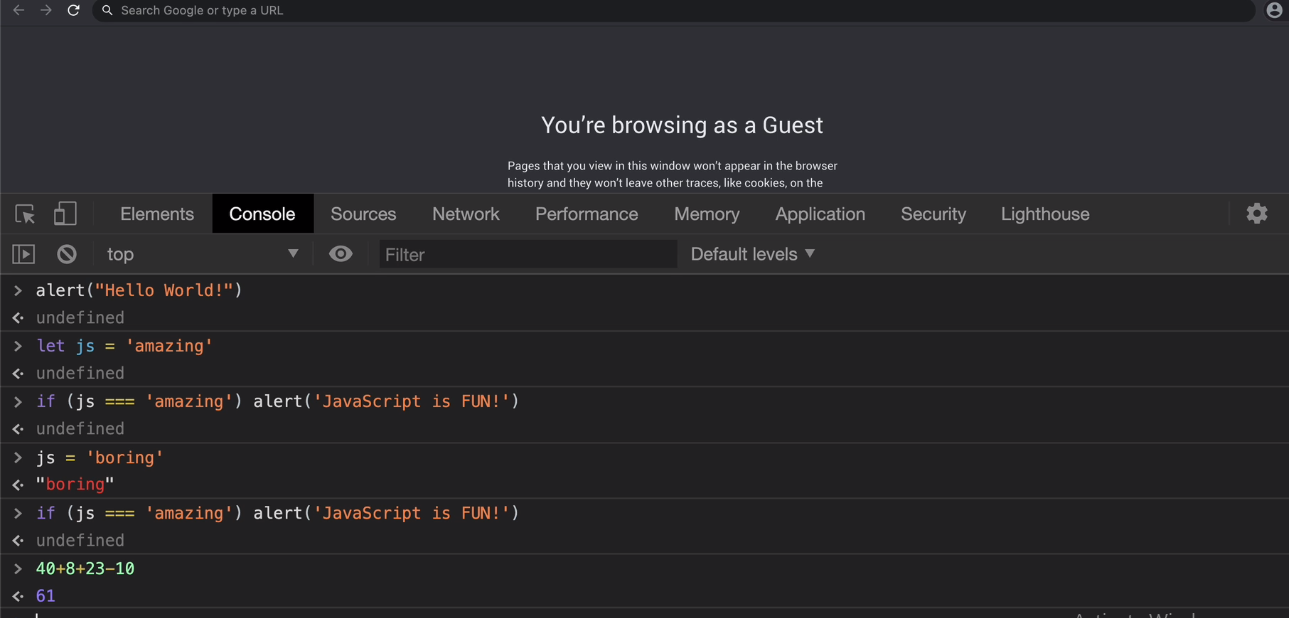 Search Google or type a URL
You're browsing as a Guest
Pages that you view in this window won't appear in the browser
history and they won't leave other traces, like cookies, on the
Elements Console Sources Network Performance Memory Application Security Lighthouse
top Filter Default levels
> alert("Hello World!")
undefined
> let js = 'amazing'
undefined
> if (js === 'amazing') alert('JavaScript is FUN!')
undefined
> js = 'boring'
"boring"
> if (js === 'amazing') alert('JavaScript is FUN!')
undefined
> 40+8+23-10
61